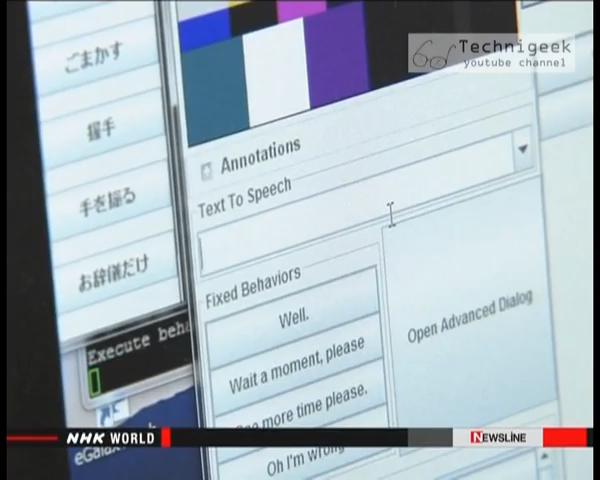 Technigeek
youtube channel
ごまかす
握手
手を振る
お辞儀だけ
Annotations
Text To Speech
Fixed Behaviors
Well.
Wait a moment, please
more time please.
Oh I'm wrong
Open Advanced Dialog
Execute beha
NHK WORLD
NEWSLINE